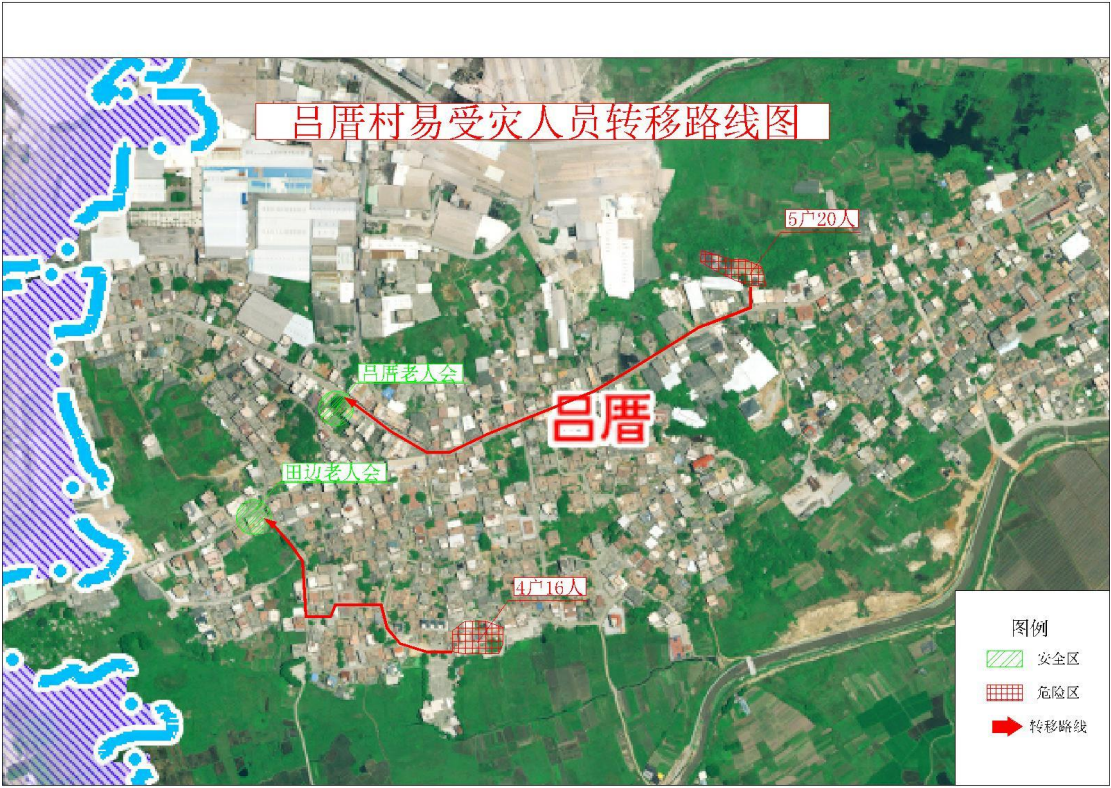 吕厝村易受灾人员转移路线图
5户20人
吕厝老人会
吕厝
田边老人会
4户16人
图例
安全区
危险区
转移路线